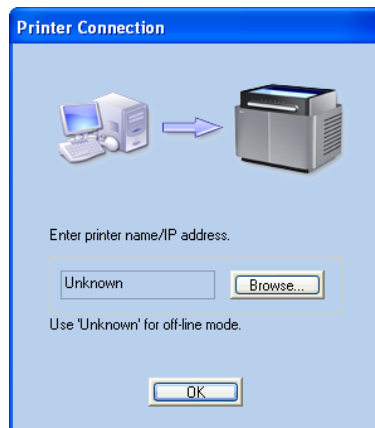 Printer Connection
Enter printer name/IP address.
Unknown
Browse...
Use 'Unknown' for off-line mode.
OK